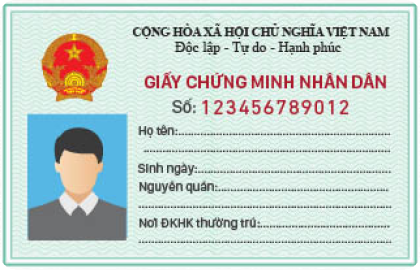 CỘNG HÒA XÃ HỘI CHỦ NGHĨA VIỆT NAM
Độc lập - Tự do - Hạnh phúc
GIẤY CHỨNG MINH NHÂN DÂN
Số: 123456789012
Họ tên:
Sinh ngày:
Nguyên quán:
Nơi ĐKHK thường trú: